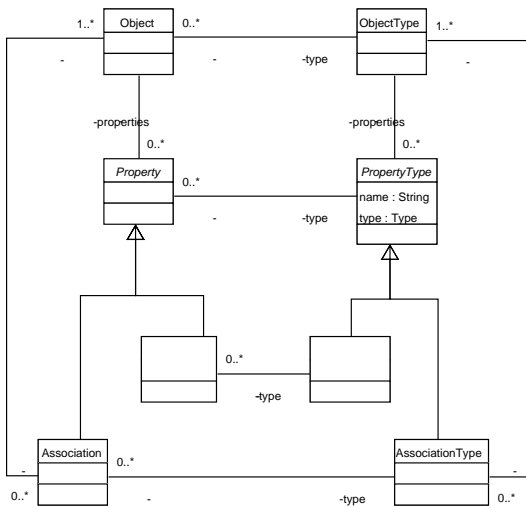 Object
ObjectType
1..*
0..*
1..*
-
-
-type
-
-properties
-properties
0..*
0..*
Property
PropertyType
0..*
name : String
-
-type
type : Type
0..*
-type
Association
AssociationType
0..*
-
-
0..*
-
-type
0..*